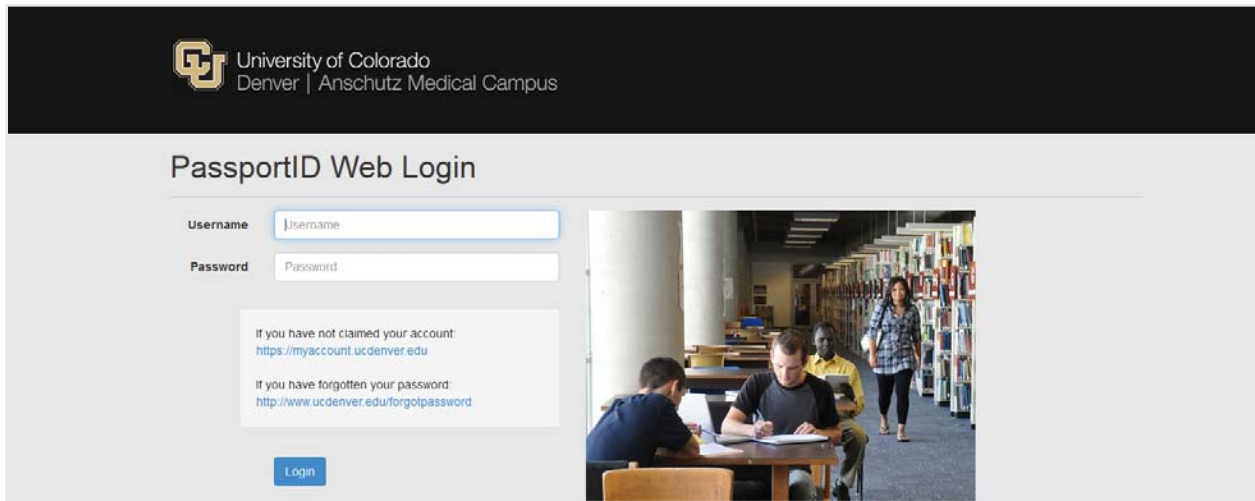 University of Colorado
Denver | Anschutz Medical Campus
PassportID Web Login
Username
Username
Password
Password
If you have not claimed your account:
https://myaccount.ucdenver.edu
If you have forgotten your password:
http://www.ucdenver.edu/forgotpassword
Login